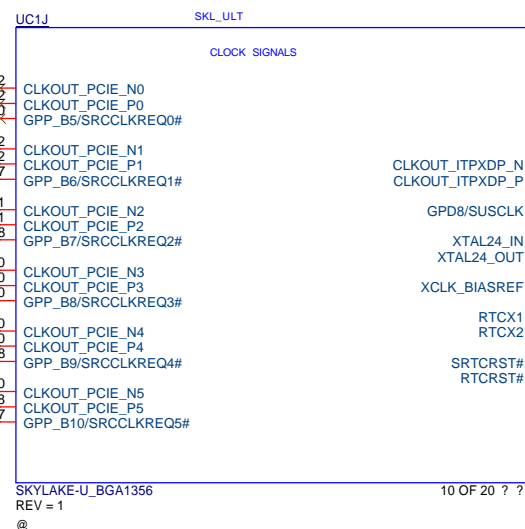 UC1J
SKL_ULT
CLOCK SIGNALS
CLKOUT_PCIE_N0
CLKOUT_PCIE_P0
GPP_B5/SRCCLKREQ0#
CLKOUT_PCIE_N1
CLKOUT_PCIE_P1
GPP_B6/SRCCLKREQ1#
CLKOUT_PCIE_N2
CLKOUT_PCIE_P2
GPP_B7/SRCCLKREQ2#
CLKOUT_PCIE_N3
CLKOUT_PCIE_P3
GPP_B8/SRCCLKREQ3#
CLKOUT_PCIE_N4
CLKOUT_PCIE_P4
GPP_B9/SRCCLKREQ4#
CLKOUT_PCIE_N5
CLKOUT_PCIE_P5
GPP_B10/SRCCLKREQ5#
CLKOUT_ITPXDP_N
CLKOUT_ITPXDP_P
GPD8/SUSCLK
XTAL24_IN
XTAL24_OUT
XCLK_BIASREF
RTCX1
RTCX2
SRTCRST#
RTCRST#
SKYLAKE-U_BGA1356
10 OF 20 ? ?
REV = 1
@